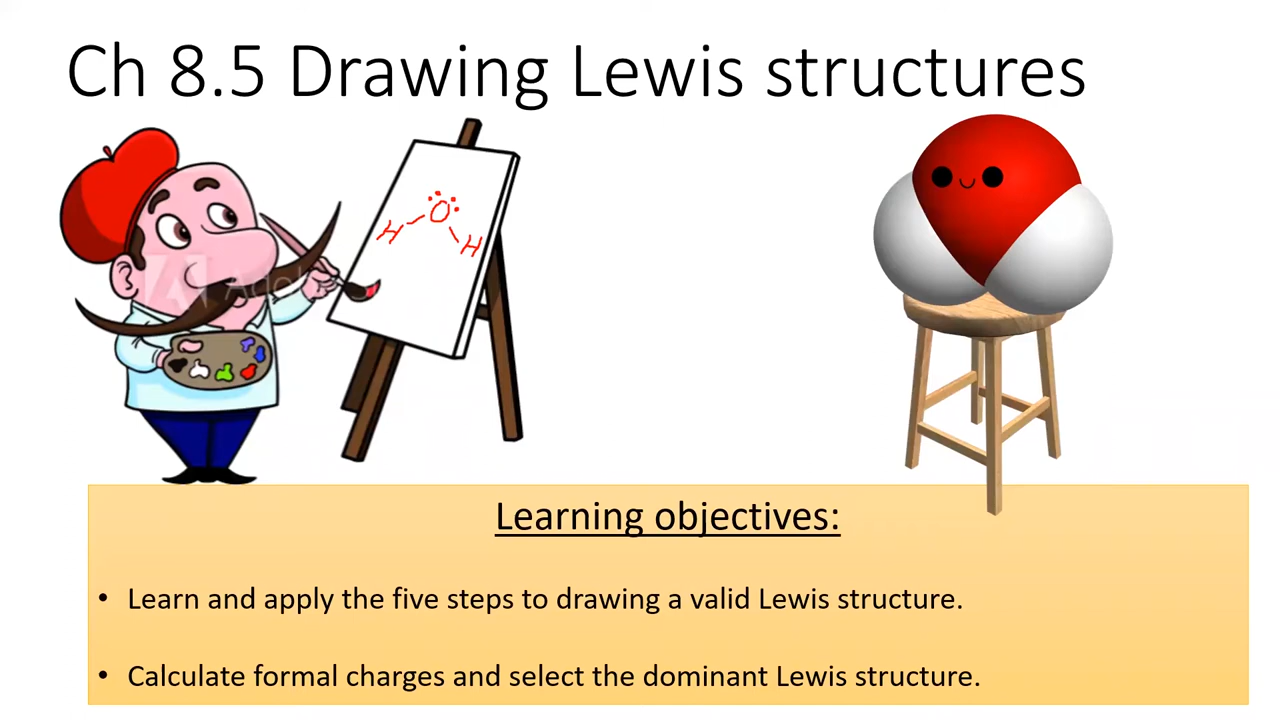 Ch 8.5 Drawing Lewis structures
O
H
H
Learning objectives:
• Learn and apply the five steps to drawing a valid Lewis structure.
• Calculate formal charges and select the dominant Lewis structure.